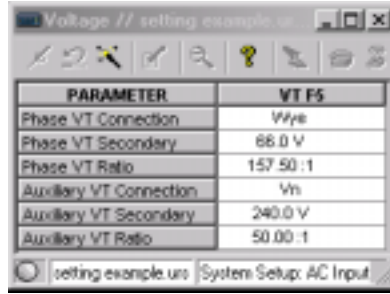 Voltage // setting example.urs
PARAMETER VT F5
Phase VT Connection Wye
Phase VT Secondary 66.0 V
Phase VT Ratio 157.50 :1
Auxiliary VT Connection Vn
Auxiliary VT Secondary 240.0 V
Auxiliary VT Ratio 50.00 :1
setting example.urs System Setup: AC Input